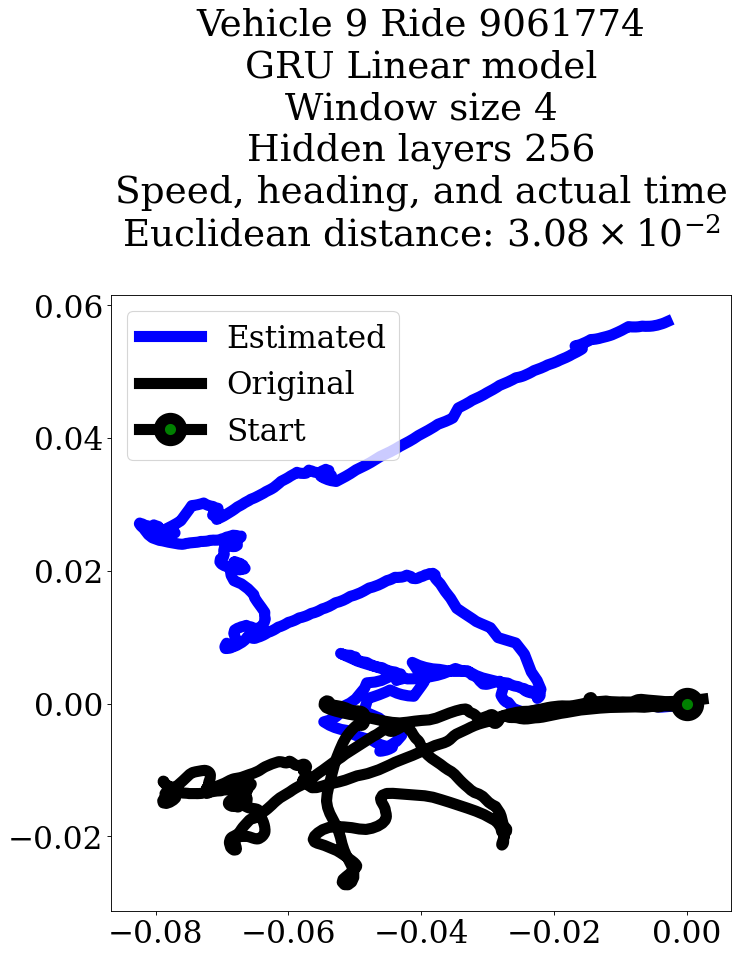 Vehicle 9 Ride 9061774
GRU Linear model
Window size 4
Hidden layers 256
Speed, heading, and actual time
Euclidean distance: 3.08 × 10⁻²
Estimated
Original
Start
0.06
0.04
0.02
0.00
−0.02
−0.08
−0.06
−0.04
−0.02
0.00